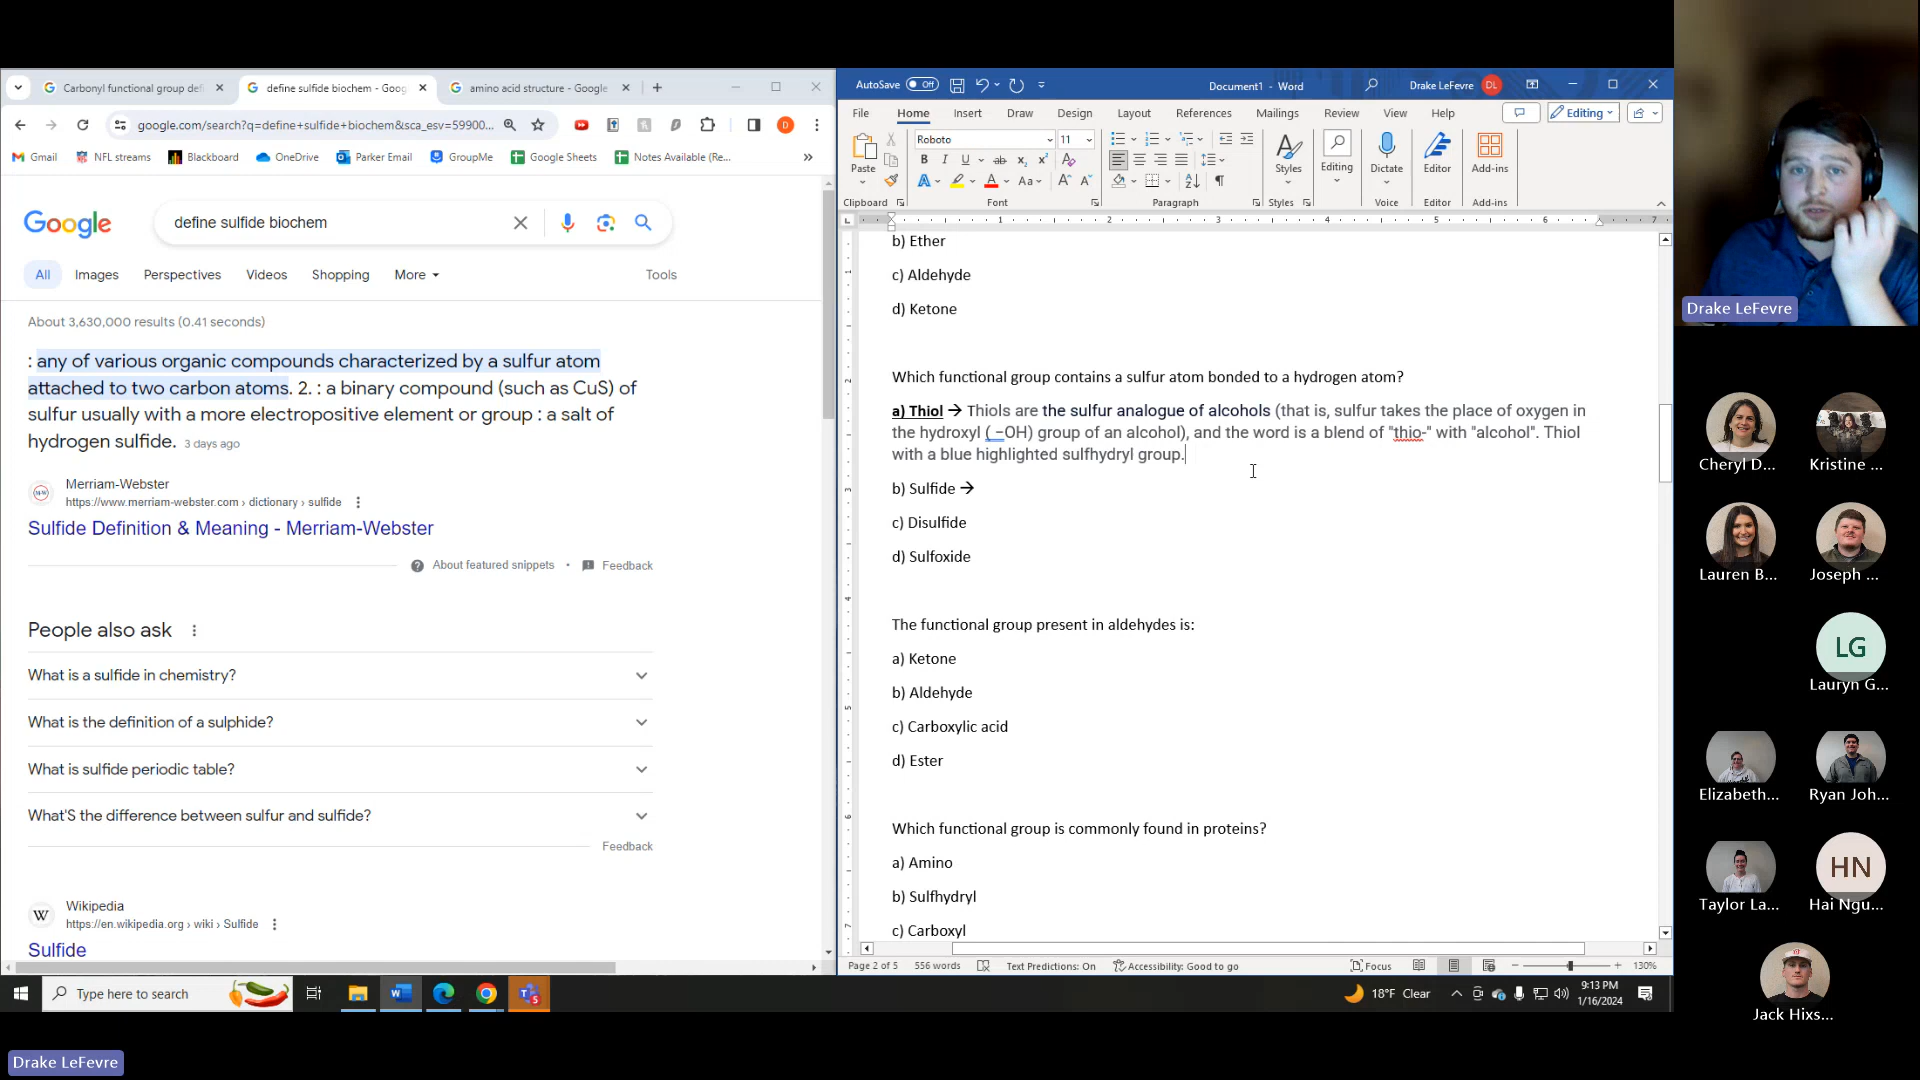 Carbonyl functional group def
define sulfide biochem - Goog
amino acid structure - Google
google.com/search?q=define+sulfide+biochem&sca_esv=59900...
Gmail
NFL streams
Blackboard
OneDrive
Parker Email
GroupMe
Google Sheets
Notes Available (Re...
Google
define sulfide biochem
All
Images
Perspectives
Videos
Shopping
More
Tools
About 3,630,000 results (0.41 seconds)
: any of various organic compounds characterized by a sulfur atom
attached to two carbon atoms. 2. : a binary compound (such as CuS) of
sulfur usually with a more electropositive element or group : a salt of
hydrogen sulfide. 3 days ago
Merriam-Webster
https://www.merriam-webster.com › dictionary › sulfide
Sulfide Definition & Meaning - Merriam-Webster
About featured snippets • Feedback
People also ask
What is a sulfide in chemistry?
What is the definition of a sulphide?
What is sulfide periodic table?
What'S the difference between sulfur and sulfide?
Feedback
W
Wikipedia
https://en.wikipedia.org › wiki › Sulfide
Sulfide
AutoSave Off
Document1 - Word
Drake LeFevre DL
File
Home
Insert
Draw
Design
Layout
References
Mailings
Review
View
Help
Editing
Paste
Clipboard
Roboto
11
Font
Paragraph
Styles
Styles
Editing
Dictate
Voice
Editor
Editor
Add-ins
Add-ins
1 2 3 4 5 6 7
b) Ether
c) Aldehyde
d) Ketone
Which functional group contains a sulfur atom bonded to a hydrogen atom?
a) Thiol → Thiols are the sulfur analogue of alcohols (that is, sulfur takes the place of oxygen in
the hydroxyl ( −OH) group of an alcohol), and the word is a blend of "thio-" with "alcohol". Thiol
with a blue highlighted sulfhydryl group.
b) Sulfide →
c) Disulfide
d) Sulfoxide
The functional group present in aldehydes is:
a) Ketone
b) Aldehyde
c) Carboxylic acid
d) Ester
Which functional group is commonly found in proteins?
a) Amino
b) Sulfhydryl
c) Carboxyl
Page 2 of 5
556 words
Text Predictions: On
Accessibility: Good to go
Focus
130%
Type here to search
18°F Clear
9:13 PM
1/16/2024
Drake LeFevre
Cheryl D...
Kristine ...
Lauren B...
Joseph ...
LG
Lauryn G...
Elizabeth...
Ryan Joh...
Taylor La...
HN
Hai Ngu...
Jack Hixs...
Drake LeFevre